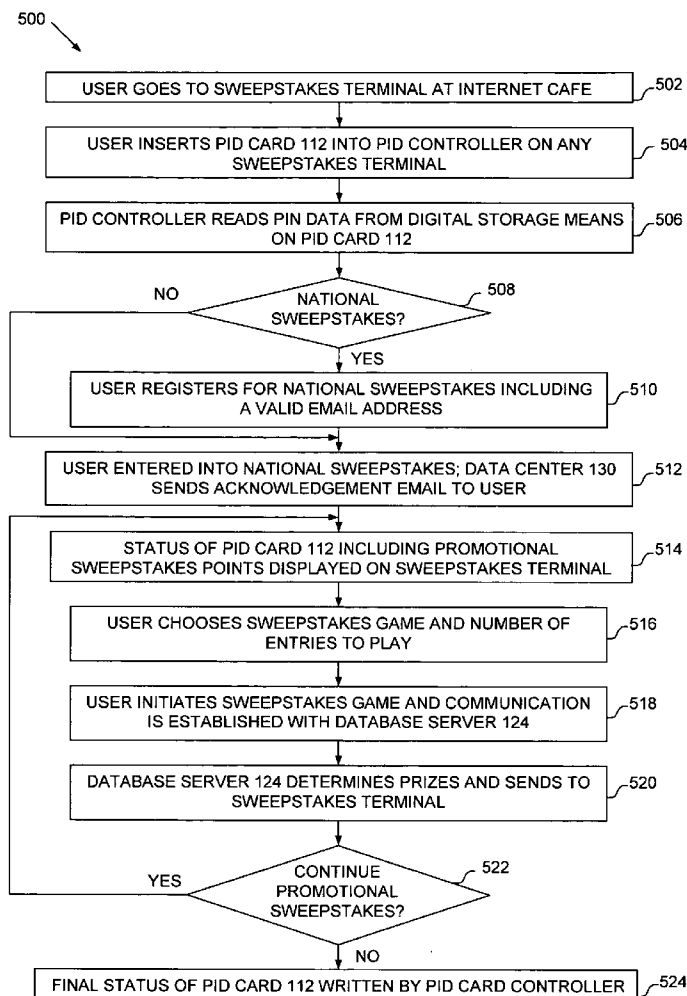 500
USER GOES TO SWEEPSTAKES TERMINAL AT INTERNET CAFE
502
USER INSERTS PID CARD 112 INTO PID CONTROLLER ON ANY
SWEEPSTAKES TERMINAL
504
PID CONTROLLER READS PIN DATA FROM DIGITAL STORAGE MEANS
ON PID CARD 112
506
NO
NATIONAL
SWEEPSTAKES?
508
YES
USER REGISTERS FOR NATIONAL SWEEPSTAKES INCLUDING
A VALID EMAIL ADDRESS
510
USER ENTERED INTO NATIONAL SWEEPSTAKES; DATA CENTER 130
SENDS ACKNOWLEDGEMENT EMAIL TO USER
512
STATUS OF PID CARD 112 INCLUDING PROMOTIONAL
SWEEPSTAKES POINTS DISPLAYED ON SWEEPSTAKES TERMINAL
514
USER CHOOSES SWEEPSTAKES GAME AND NUMBER OF
ENTRIES TO PLAY
516
USER INITIATES SWEEPSTAKES GAME AND COMMUNICATION
IS ESTABLISHED WITH DATABASE SERVER 124
518
DATABASE SERVER 124 DETERMINES PRIZES AND SENDS TO
SWEEPSTAKES TERMINAL
520
YES
CONTINUE
PROMOTIONAL
SWEEPSTAKES?
522
NO
FINAL STATUS OF PID CARD 112 WRITTEN BY PID CARD CONTROLLER
524